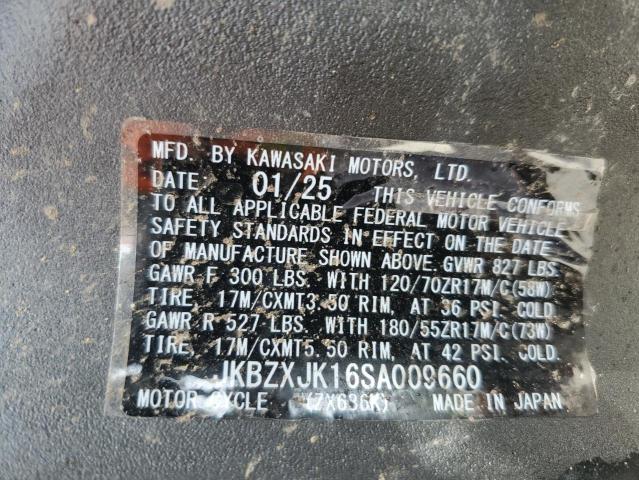 MFD. BY KAWASAKI MOTORS, LTD.
DATE 01/25 THIS VEHICLE CONFORMS
TO ALL APPLICABLE FEDERAL MOTOR VEHICLE
SAFETY STANDARDS IN EFFECT ON THE DATE
OF MANUFACTURE SHOWN ABOVE. GVWR 827 LBS.
GAWR F 300 LBS. WITH 120/70ZR17M/C(58W)
TIRE, 17M/CXMT3.50 RIM, AT 36 PSI. COLD.
GAWR R 527 LBS. WITH 180/55ZR17M/C(73W)
TIRE, 17M/CXMT5.50 RIM, AT 42 PSI. COLD.
JKBZXJK16SA009660
MOTOR CYCLE (ZX636K) MADE IN JAPAN